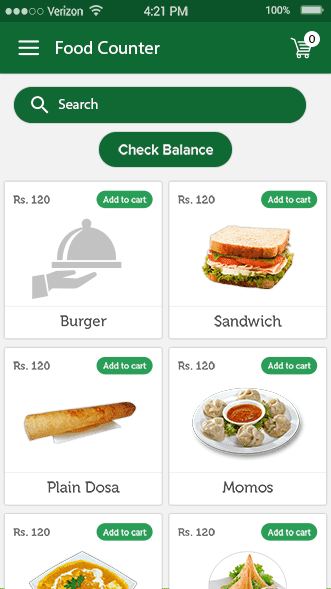 Verizon 4:21 PM 100%
Food Counter 0
Search
Check Balance
Rs. 120 Add to cart Rs. 120 Add to cart
Burger Sandwich
Rs. 120 Add to cart Rs. 120 Add to cart
Plain Dosa Momos
Rs. 120 Add to cart Rs. 120 Add to cart